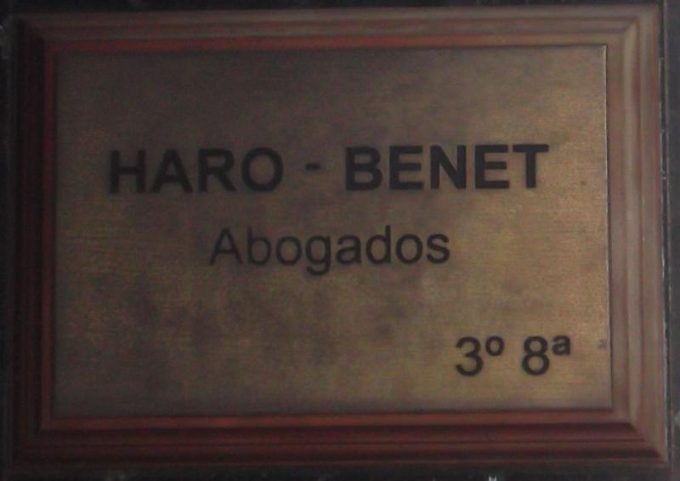 HARO - BENET
Abogados
3º 8ª